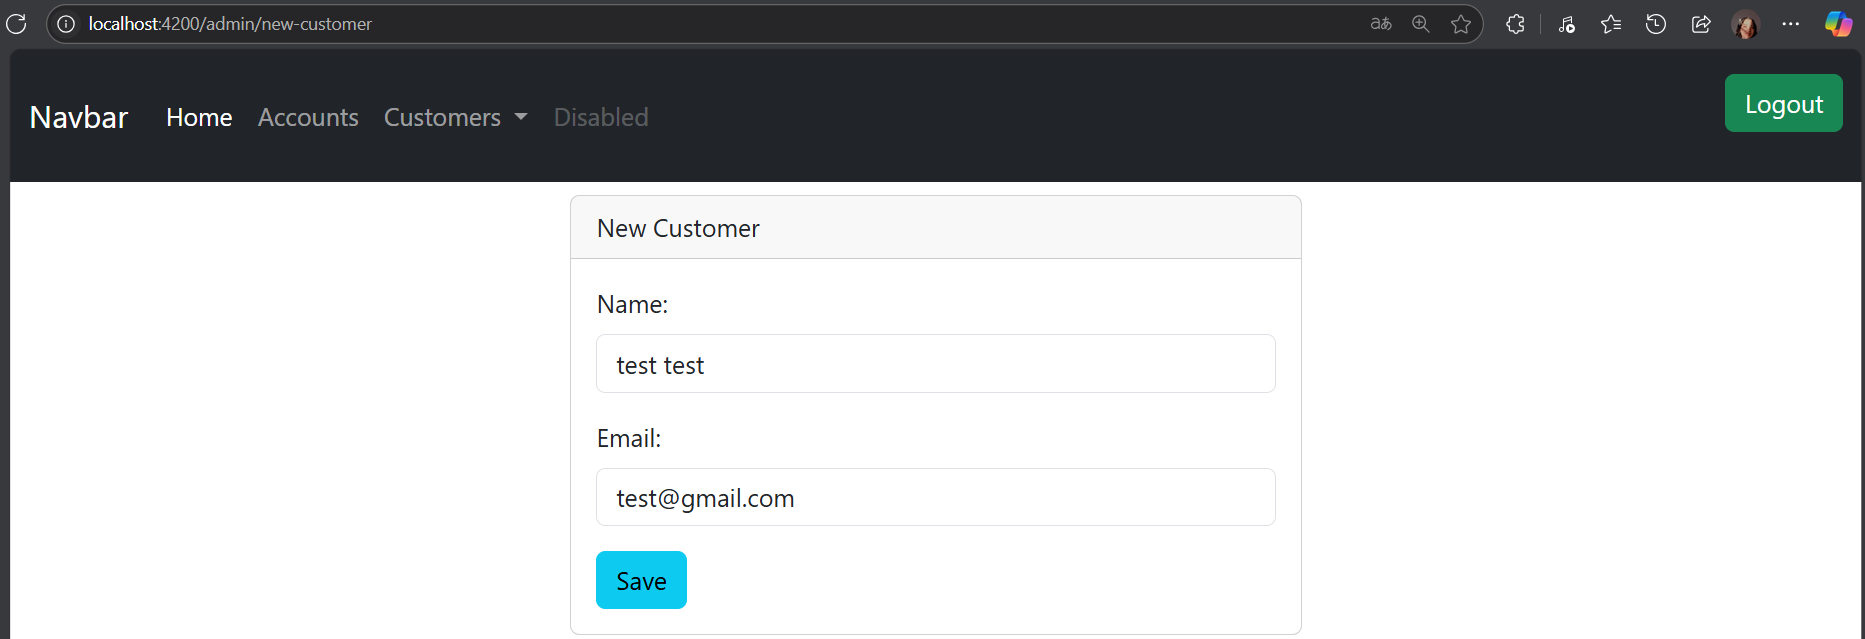 localhost:4200/admin/new-customer
Navbar Home Accounts Customers Disabled Logout
New Customer
Name:
test test
Email:
test@gmail.com
Save